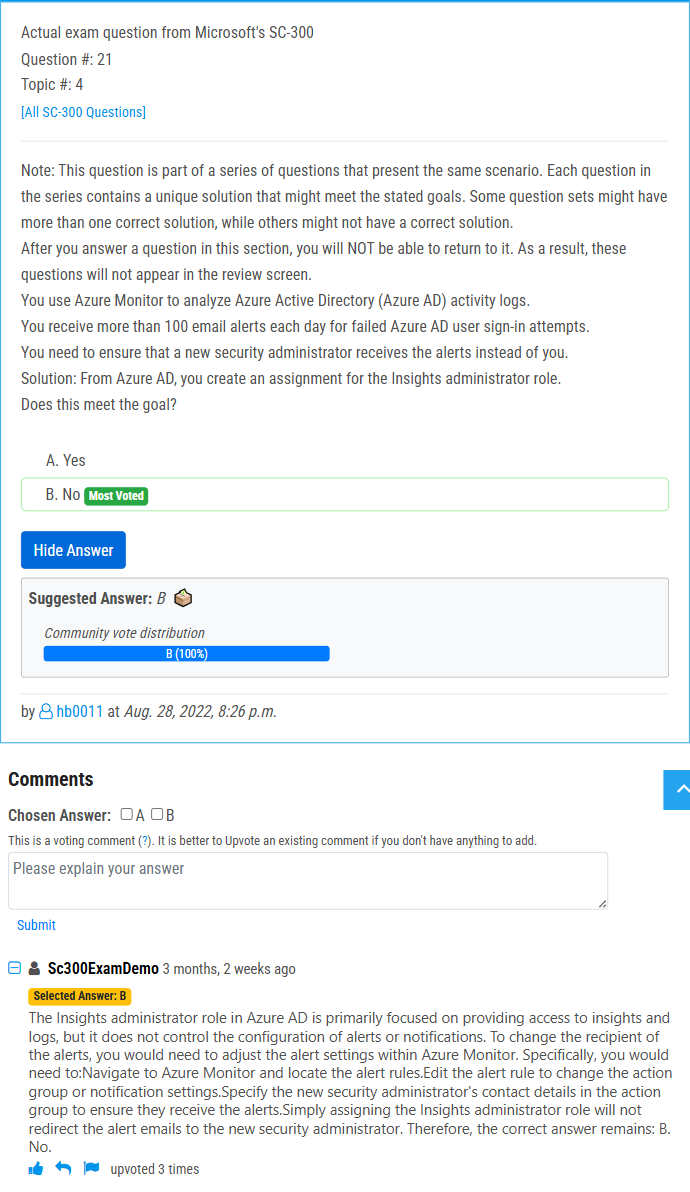 Actual exam question from Microsoft's SC-300
Question #: 21
Topic #: 4
[All SC-300 Questions]
Note: This question is part of a series of questions that present the same scenario. Each question in
the series contains a unique solution that might meet the stated goals. Some question sets might have
more than one correct solution, while others might not have a correct solution.
After you answer a question in this section, you will NOT be able to return to it. As a result, these
questions will not appear in the review screen.
You use Azure Monitor to analyze Azure Active Directory (Azure AD) activity logs.
You receive more than 100 email alerts each day for failed Azure AD user sign-in attempts.
You need to ensure that a new security administrator receives the alerts instead of you.
Solution: From Azure AD, you create an assignment for the Insights administrator role.
Does this meet the goal?
A. Yes
B. No Most Voted
Hide Answer
Suggested Answer: B
Community vote distribution
B (100%)
by hb0011 at Aug. 28, 2022, 8:26 p.m.
Comments
Chosen Answer: A B
This is a voting comment (?). It is better to Upvote an existing comment if you don't have anything to add.
Please explain your answer
Submit
Sc300ExamDemo 3 months, 2 weeks ago
Selected Answer: B
The Insights administrator role in Azure AD is primarily focused on providing access to insights and
logs, but it does not control the configuration of alerts or notifications. To change the recipient of
the alerts, you would need to adjust the alert settings within Azure Monitor. Specifically, you would
need to:Navigate to Azure Monitor and locate the alert rules.Edit the alert rule to change the action
group or notification settings.Specify the new security administrator's contact details in the action
group to ensure they receive the alerts.Simply assigning the Insights administrator role will not
redirect the alert emails to the new security administrator. Therefore, the correct answer remains: B.
No.
upvoted 3 times